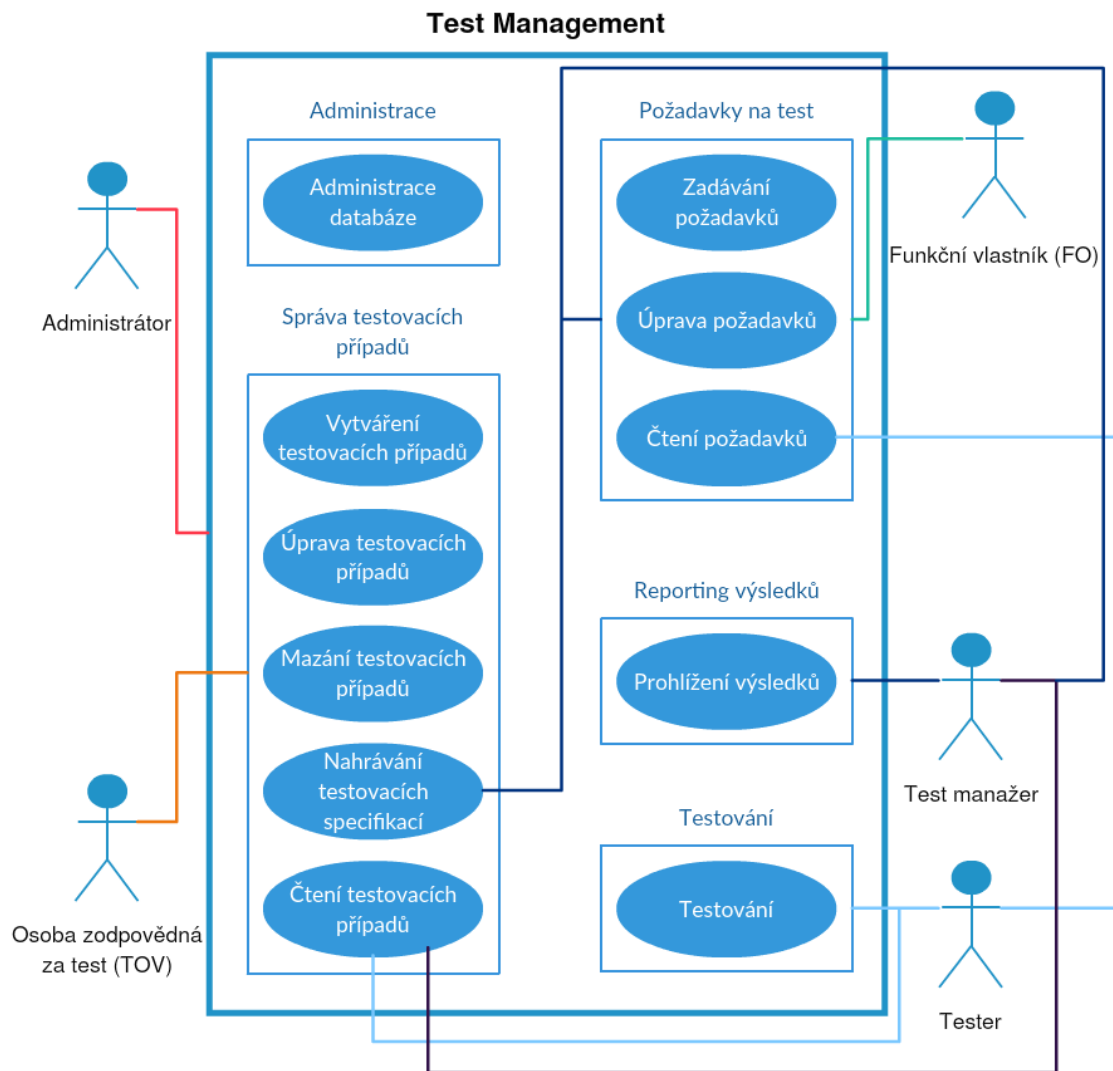 Test Management
Administrace
Administrace
databáze
Správa testovacích
případů
Vytváření
testovacích případů
Úprava testovacích
případů
Mazání testovacích
případů
Nahrávání
testovacích
specifikací
Čtení testovacích
případů
Požadavky na test
Zadávání
požadavků
Úprava požadavků
Čtení požadavků
Reporting výsledků
Prohlížení výsledků
Testování
Testování
Administrátor
Osoba zodpovědná
za test (TOV)
Funkční vlastník (FO)
Test manažer
Tester